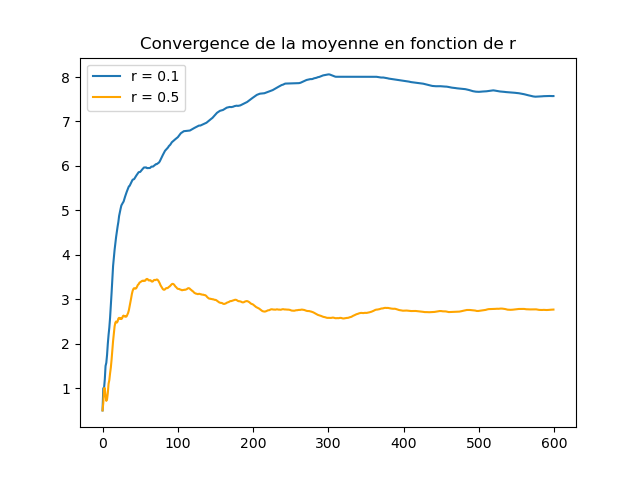 Convergence de la moyenne en fonction de r
r = 0.1
r = 0.5
8
7
6
5
4
3
2
1
0 100 200 300 400 500 600